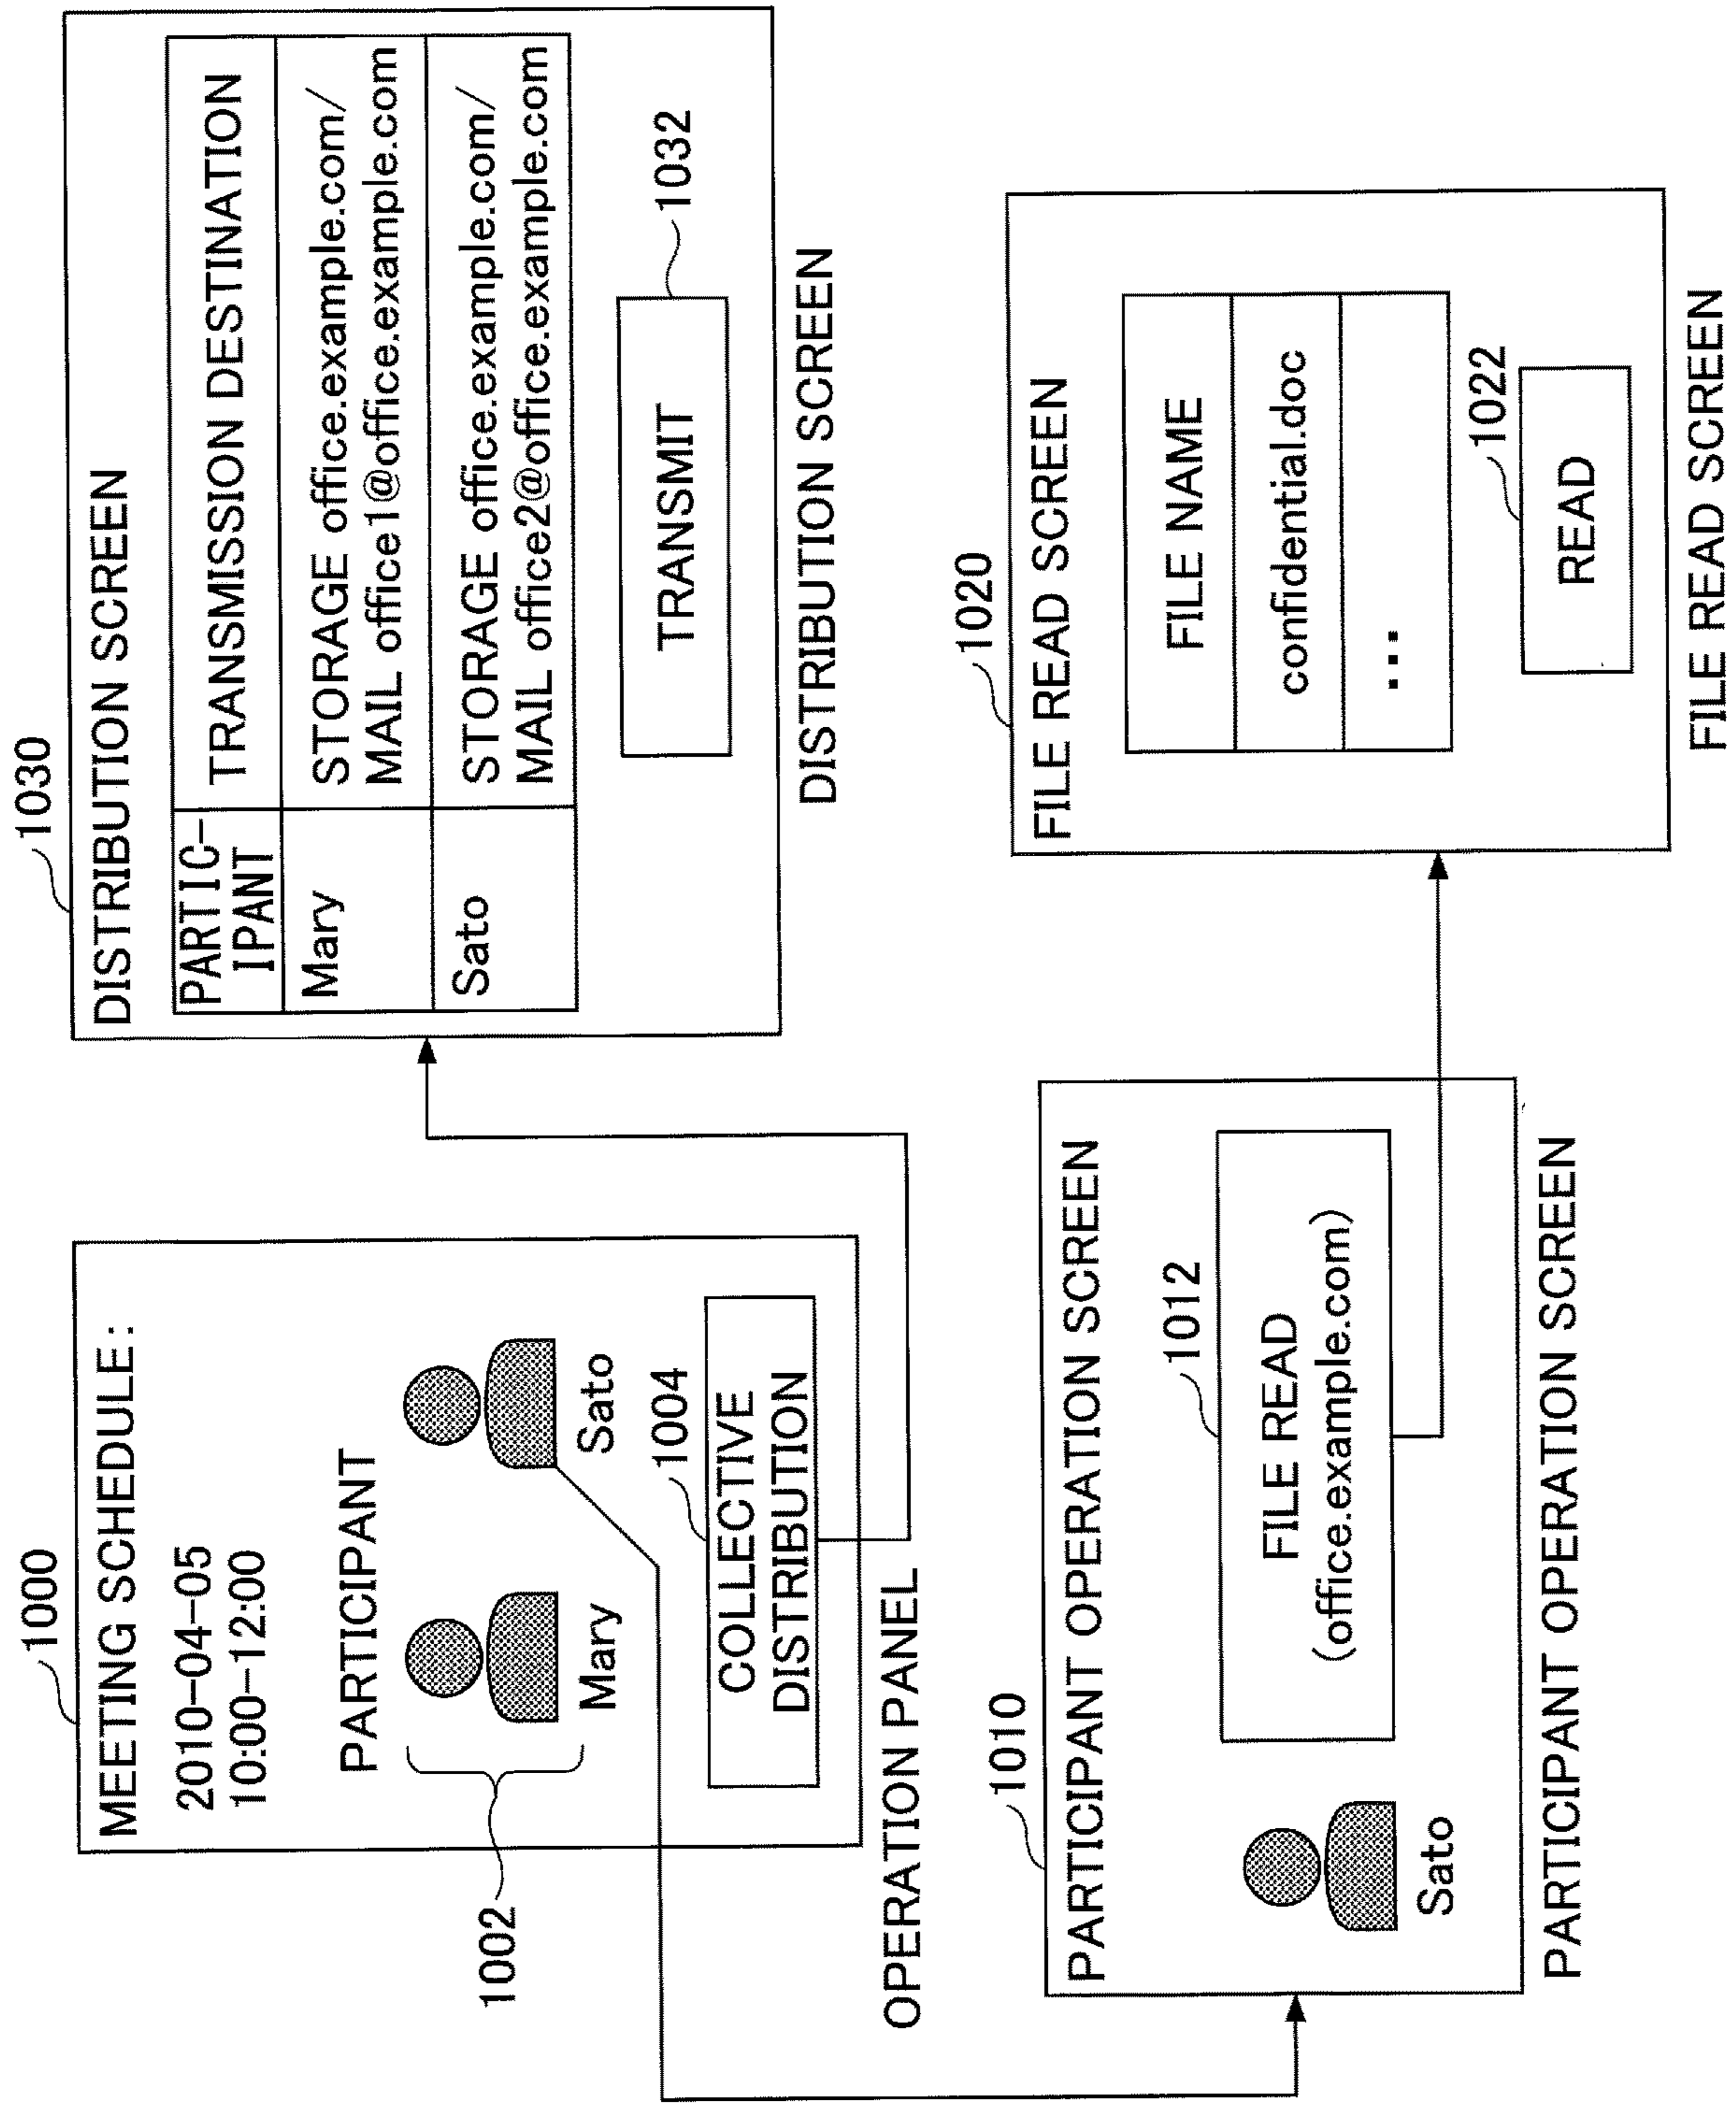 1000
MEETING SCHEDULE:
2010-04-05
10:00-12:00
PARTICIPANT
1002
Mary
Sato
1004
COLLECTIVE
DISTRIBUTION
OPERATION PANEL
1030
DISTRIBUTION SCREEN
PARTIC-
IPANT
TRANSMISSION DESTINATION
Mary
STORAGE office.example.com/
MAIL office1@office.example.com
Sato
STORAGE office.example.com/
MAIL office2@office.example.com
TRANSMIT
1032
DISTRIBUTION SCREEN
1010
PARTICIPANT OPERATION SCREEN
1012
FILE READ
(office.example.com)
Sato
PARTICIPANT OPERATION SCREEN
1020
FILE READ SCREEN
FILE NAME
confidential.doc
...
1022
READ
FILE READ SCREEN